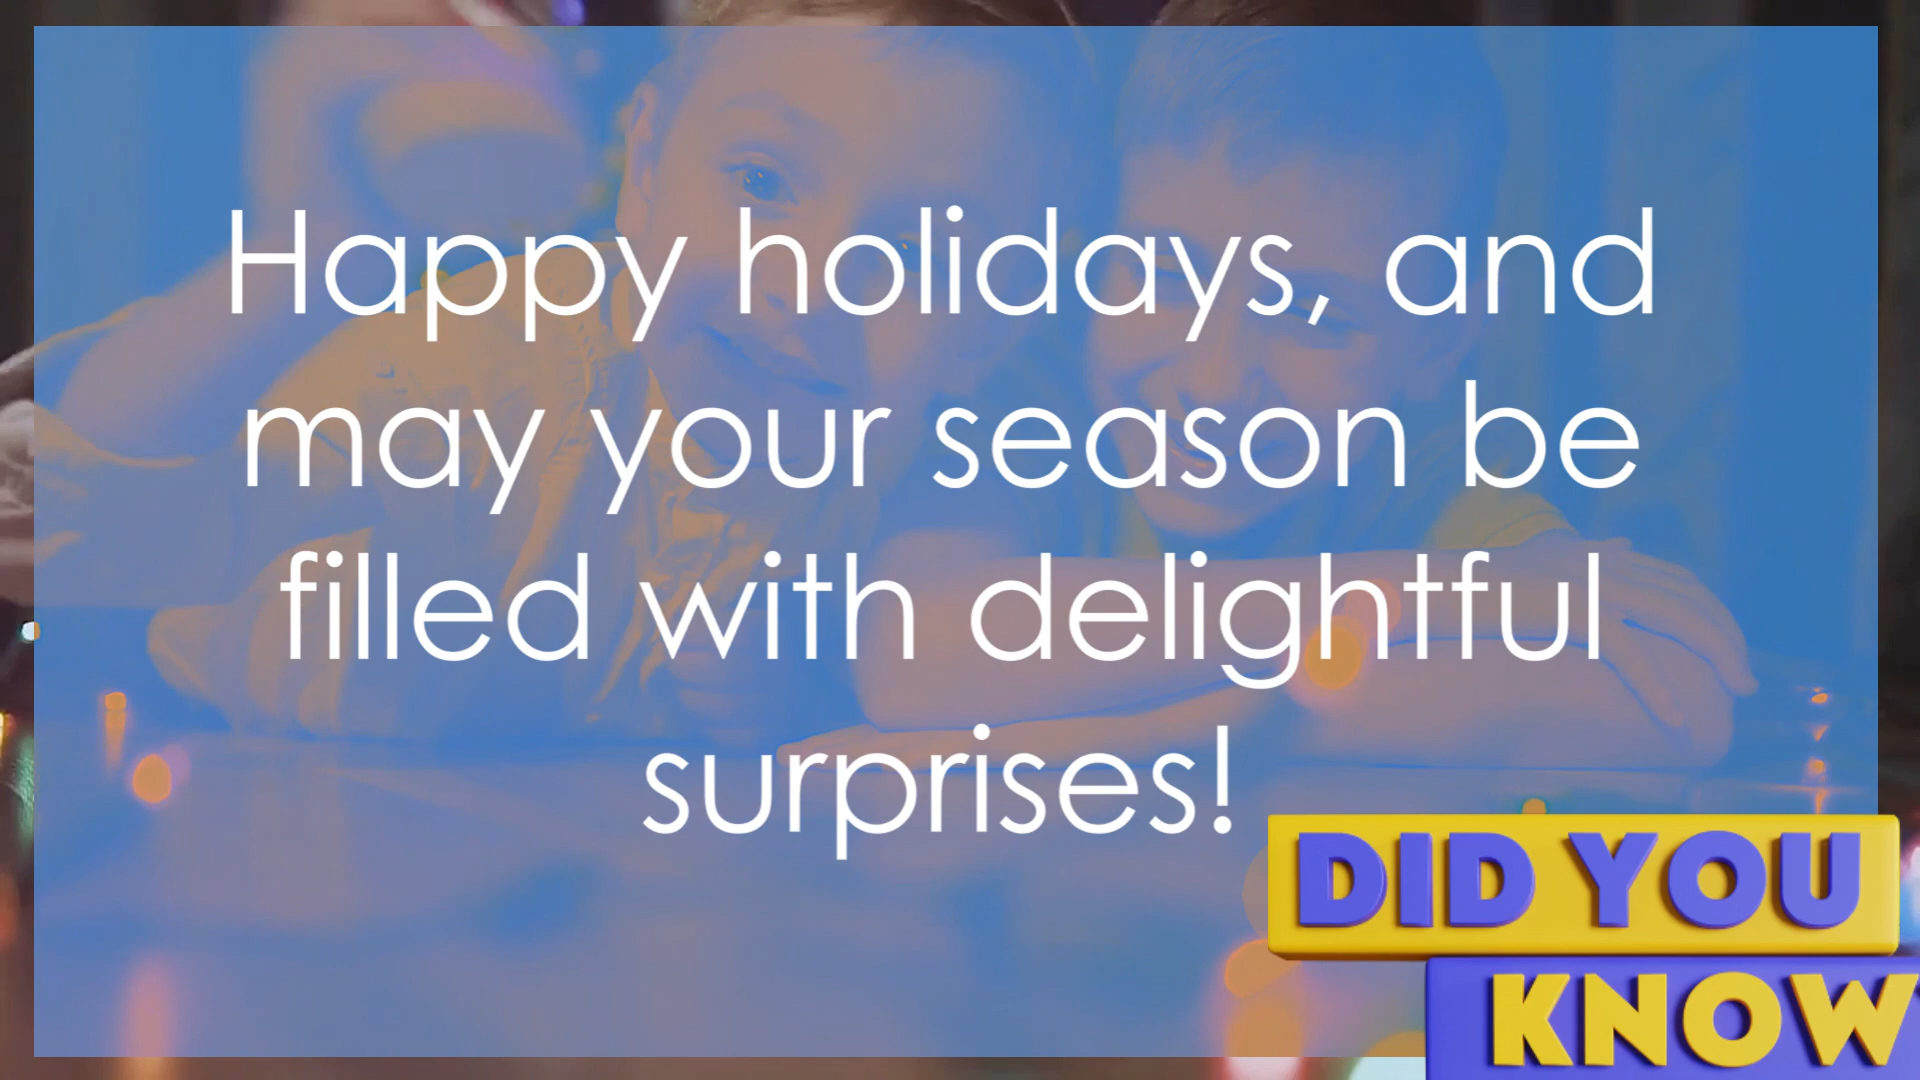 Happy holidays, and
may your season be
filled with delightful
surprises!
DID YOU
KNOW